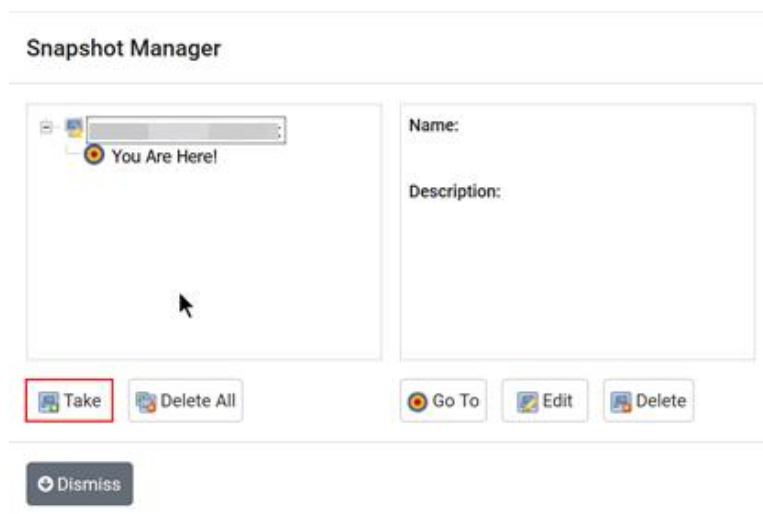 Snapshot Manager
You Are Here!
Name:
Description:
Take
Delete All
Go To
Edit
Delete
Dismiss